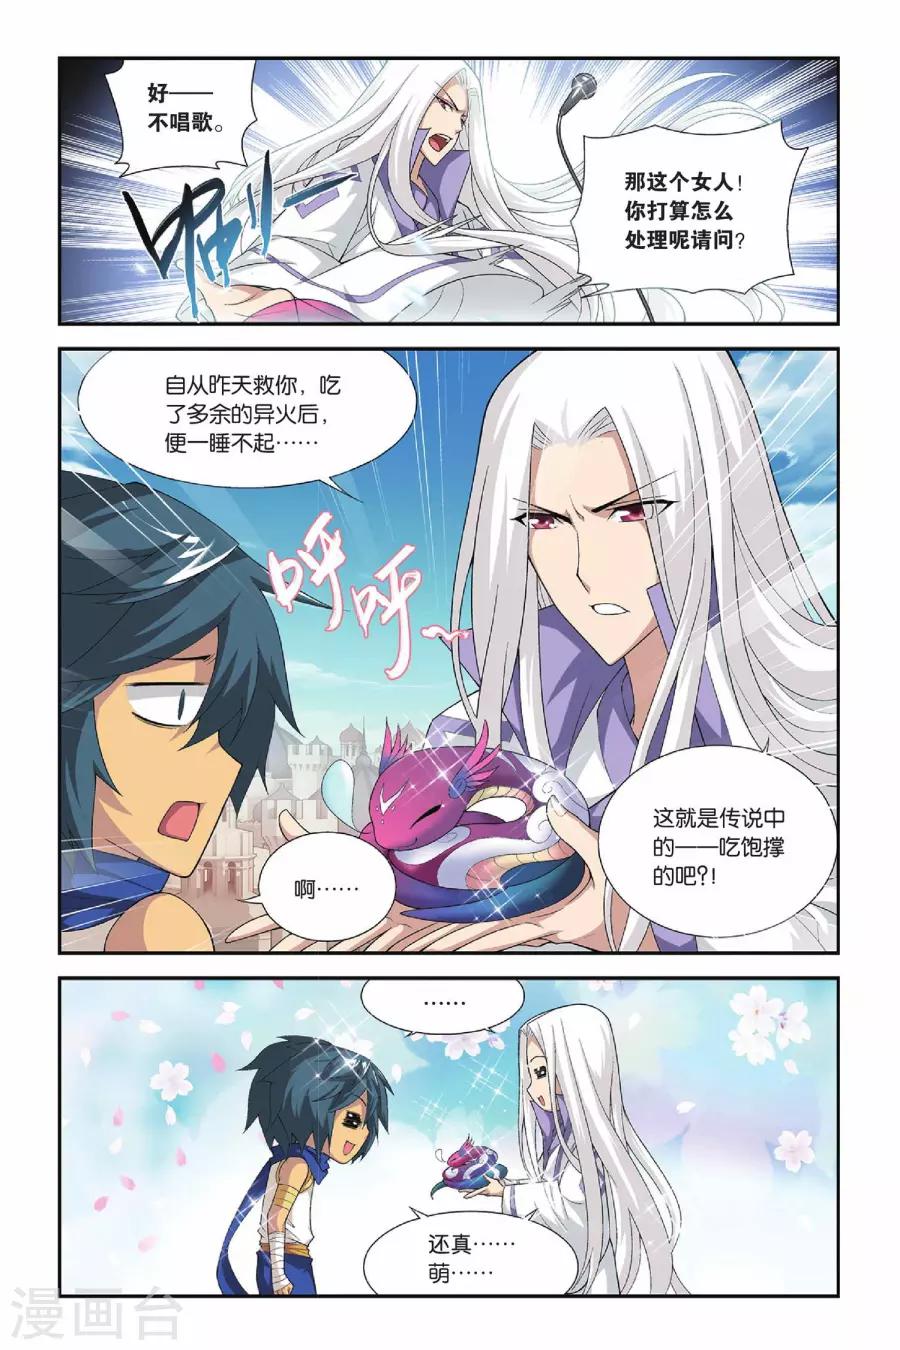 好——
不唱歌。
唰——
那这个女人！
你打算怎么
处理呢请问？
自从昨天救你，吃
了多余的异火后，
便一睡不起……
呼
呼～
这就是传说中
的——吃饱撑
的吧?!
啊……
……
还真……
萌……
漫画台